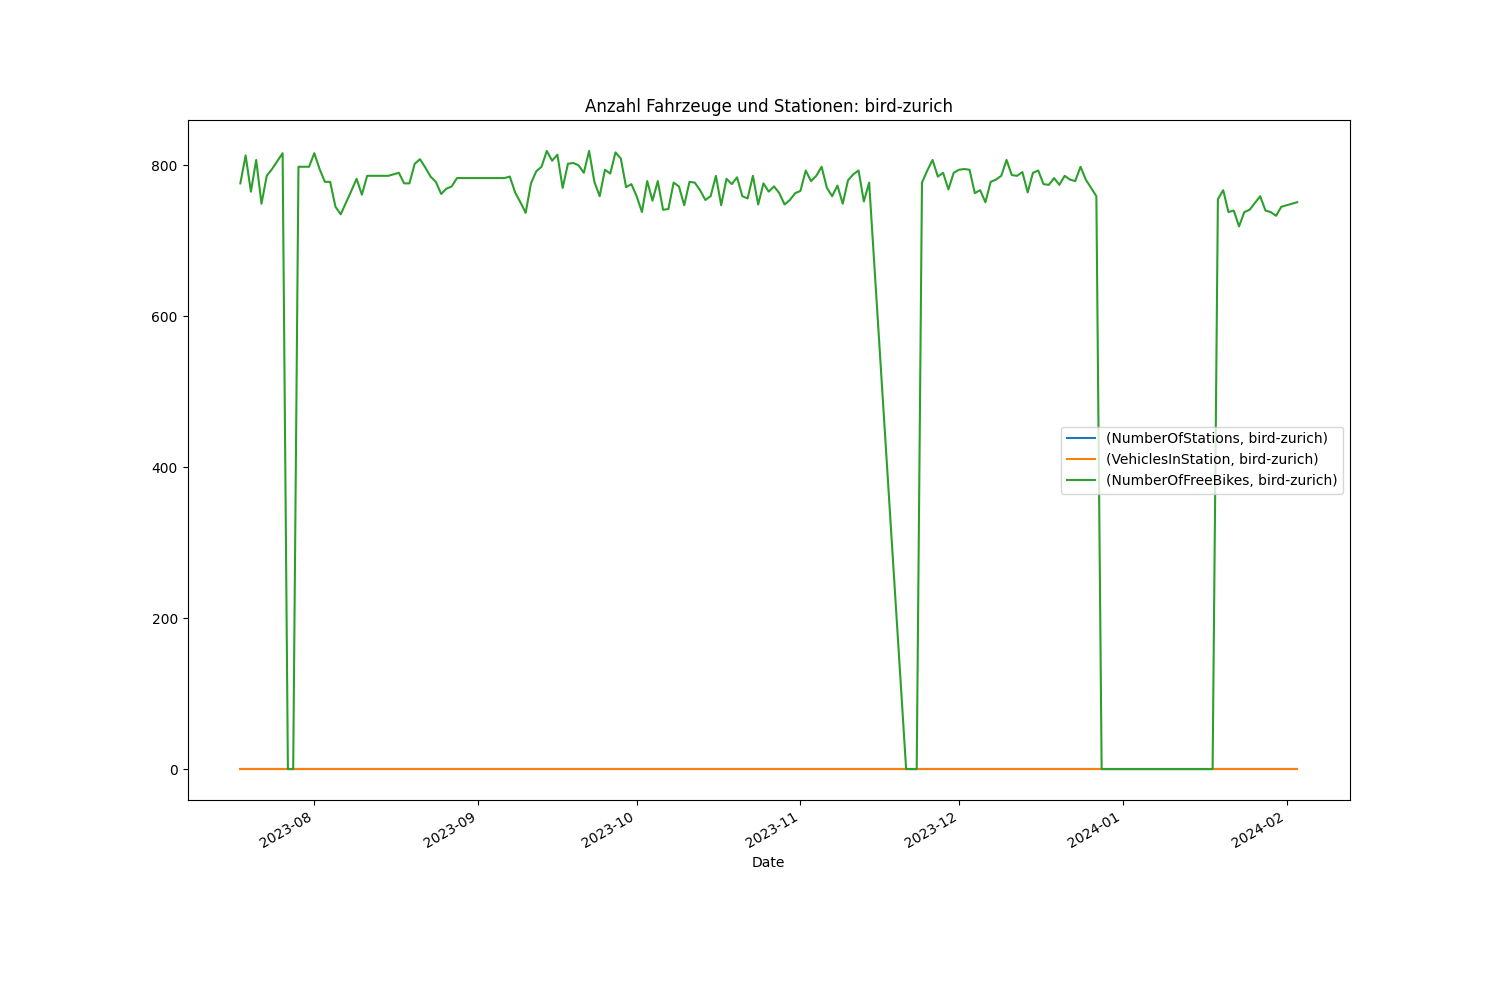 Anzahl Fahrzeuge und Stationen: bird-zurich
800
600
400
200
0
(NumberOfStations, bird-zurich)
(VehiclesInStation, bird-zurich)
(NumberOfFreeBikes, bird-zurich)
2023-08
2023-09
2023-10
2023-11
2023-12
2024-01
2024-02
Date